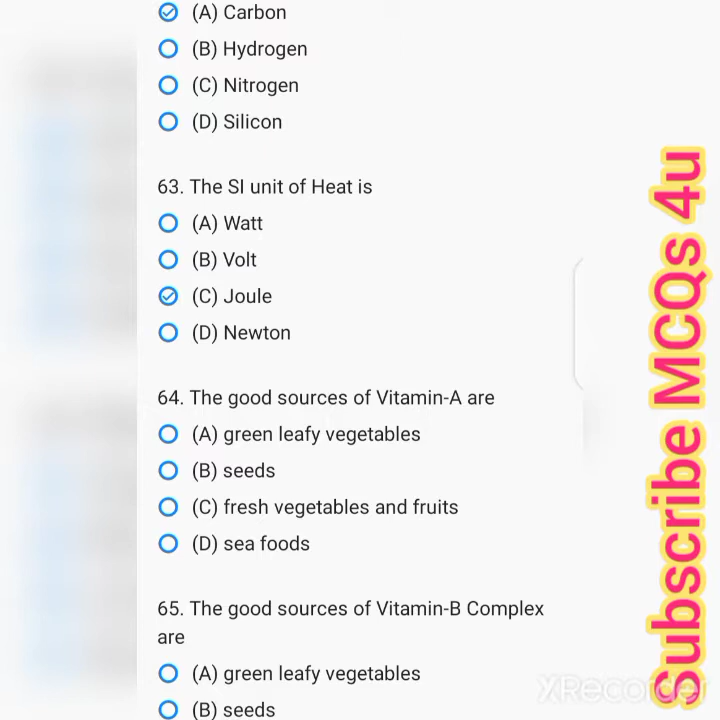 (A) Carbon
(B) Hydrogen
(C) Nitrogen
(D) Silicon
63. The SI unit of Heat is
(A) Watt
(B) Volt
(C) Joule
(D) Newton
64. The good sources of Vitamin-A are
(A) green leafy vegetables
(B) seeds
(C) fresh vegetables and fruits
(D) sea foods
65. The good sources of Vitamin-B Complex
are
(A) green leafy vegetables
(B) seeds
Subscribe MCQs 4u
XRecorder